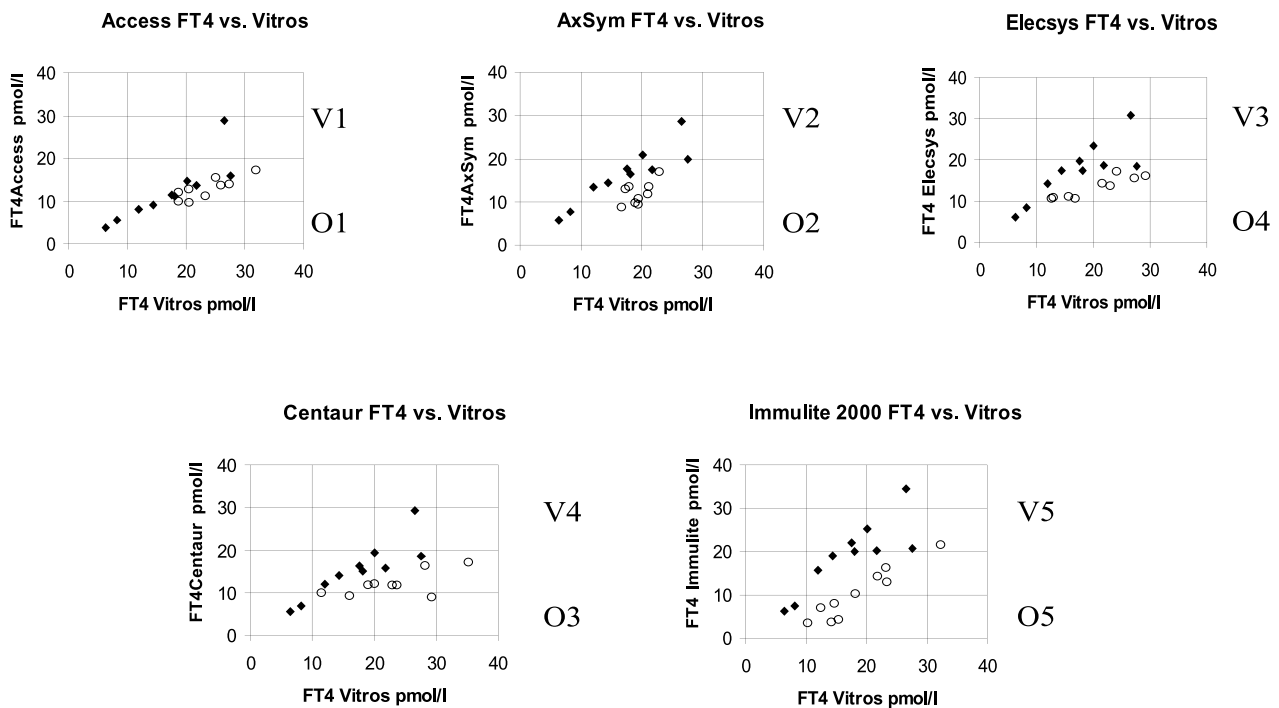 Access FT4 vs. Vitros
FT4Access pmol/l
40
30
20
10
0
0 10 20 30 40
FT4 Vitros pmol/l
V1
O1
AxSym FT4 vs. Vitros
FT4AxSym pmol/l
40
30
20
10
0
0 10 20 30 40
FT4 Vitros pmol/l
V2
O2
Elecsys FT4 vs. Vitros
FT4 Elecsys pmol/l
40
30
20
10
0
0 10 20 30 40
FT4 Vitros pmol/l
V3
O4
Centaur FT4 vs. Vitros
FT4Centaur pmol/l
40
30
20
10
0
0 10 20 30 40
FT4 Vitros pmol/l
V4
O3
Immulite 2000 FT4 vs. Vitros
FT4 Immulite pmol/l
40
30
20
10
0
0 10 20 30 40
FT4 Vitros pmol/l
V5
O5